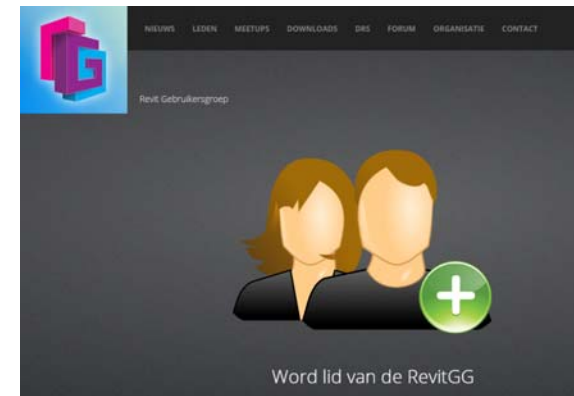 NIEUWS LEDEN MEETUPS DOWNLOADS DRS FORUM ORGANISATIE CONTACT
Revit Gebruikersgroep
Word lid van de RevitGG